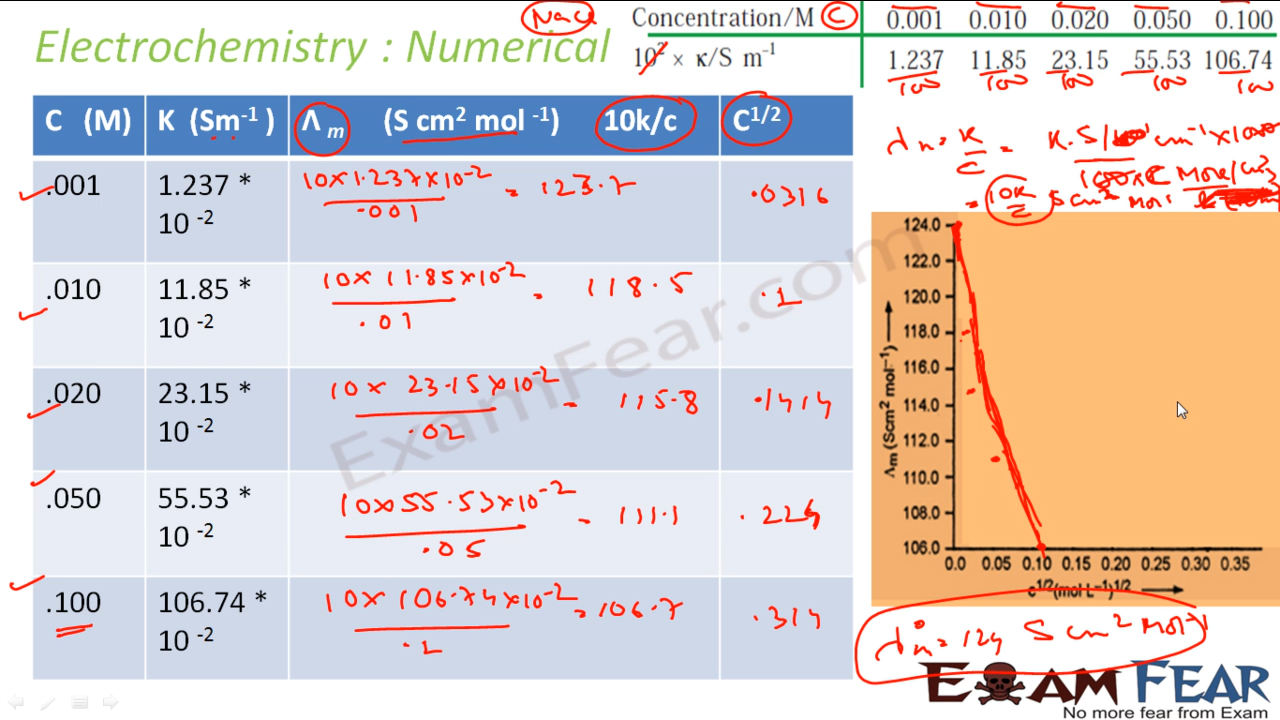 Electrochemistry : Numerical
NaCl
Concentration/M C 0.001 0.010 0.020 0.050 0.100
10² × κ/S m⁻¹ 1.237 11.85 23.15 55.53 106.74
100 100 100 100 100
C (M) K (Sm⁻¹ ) Λ m (S cm² mol ⁻¹) 10k/c C¹/²
.001 1.237 * 10 ⁻² 10×1.237×10⁻² / .001 = 123.7 .0316
.010 11.85 * 10 ⁻² 10× 11.85×10⁻² / .01 = 118.5 .1
.020 23.15 * 10 ⁻² 10× 23.15×10⁻² / .02 = 115.8 .1414
.050 55.53 * 10 ⁻² 10×55.53×10⁻² / .05 = 111.1 .224
.100 106.74 * 10 ⁻² 10× 106.74×10⁻² / .1 = 106.7 .314
λm = K/C =
= 10K/C S cm² mol⁻¹
124.0
122.0
120.0
118.0
116.0
114.0
112.0
110.0
108.0
106.0
Λm (Scm² mol⁻¹)
0.0 0.05 0.10 0.15 0.20 0.25 0.30 0.35
c¹/²(mol L⁻¹)¹/²
λ°m = 124 S cm² mol⁻¹
ExamFear.com
EXAM FEAR
No more fear from Exam